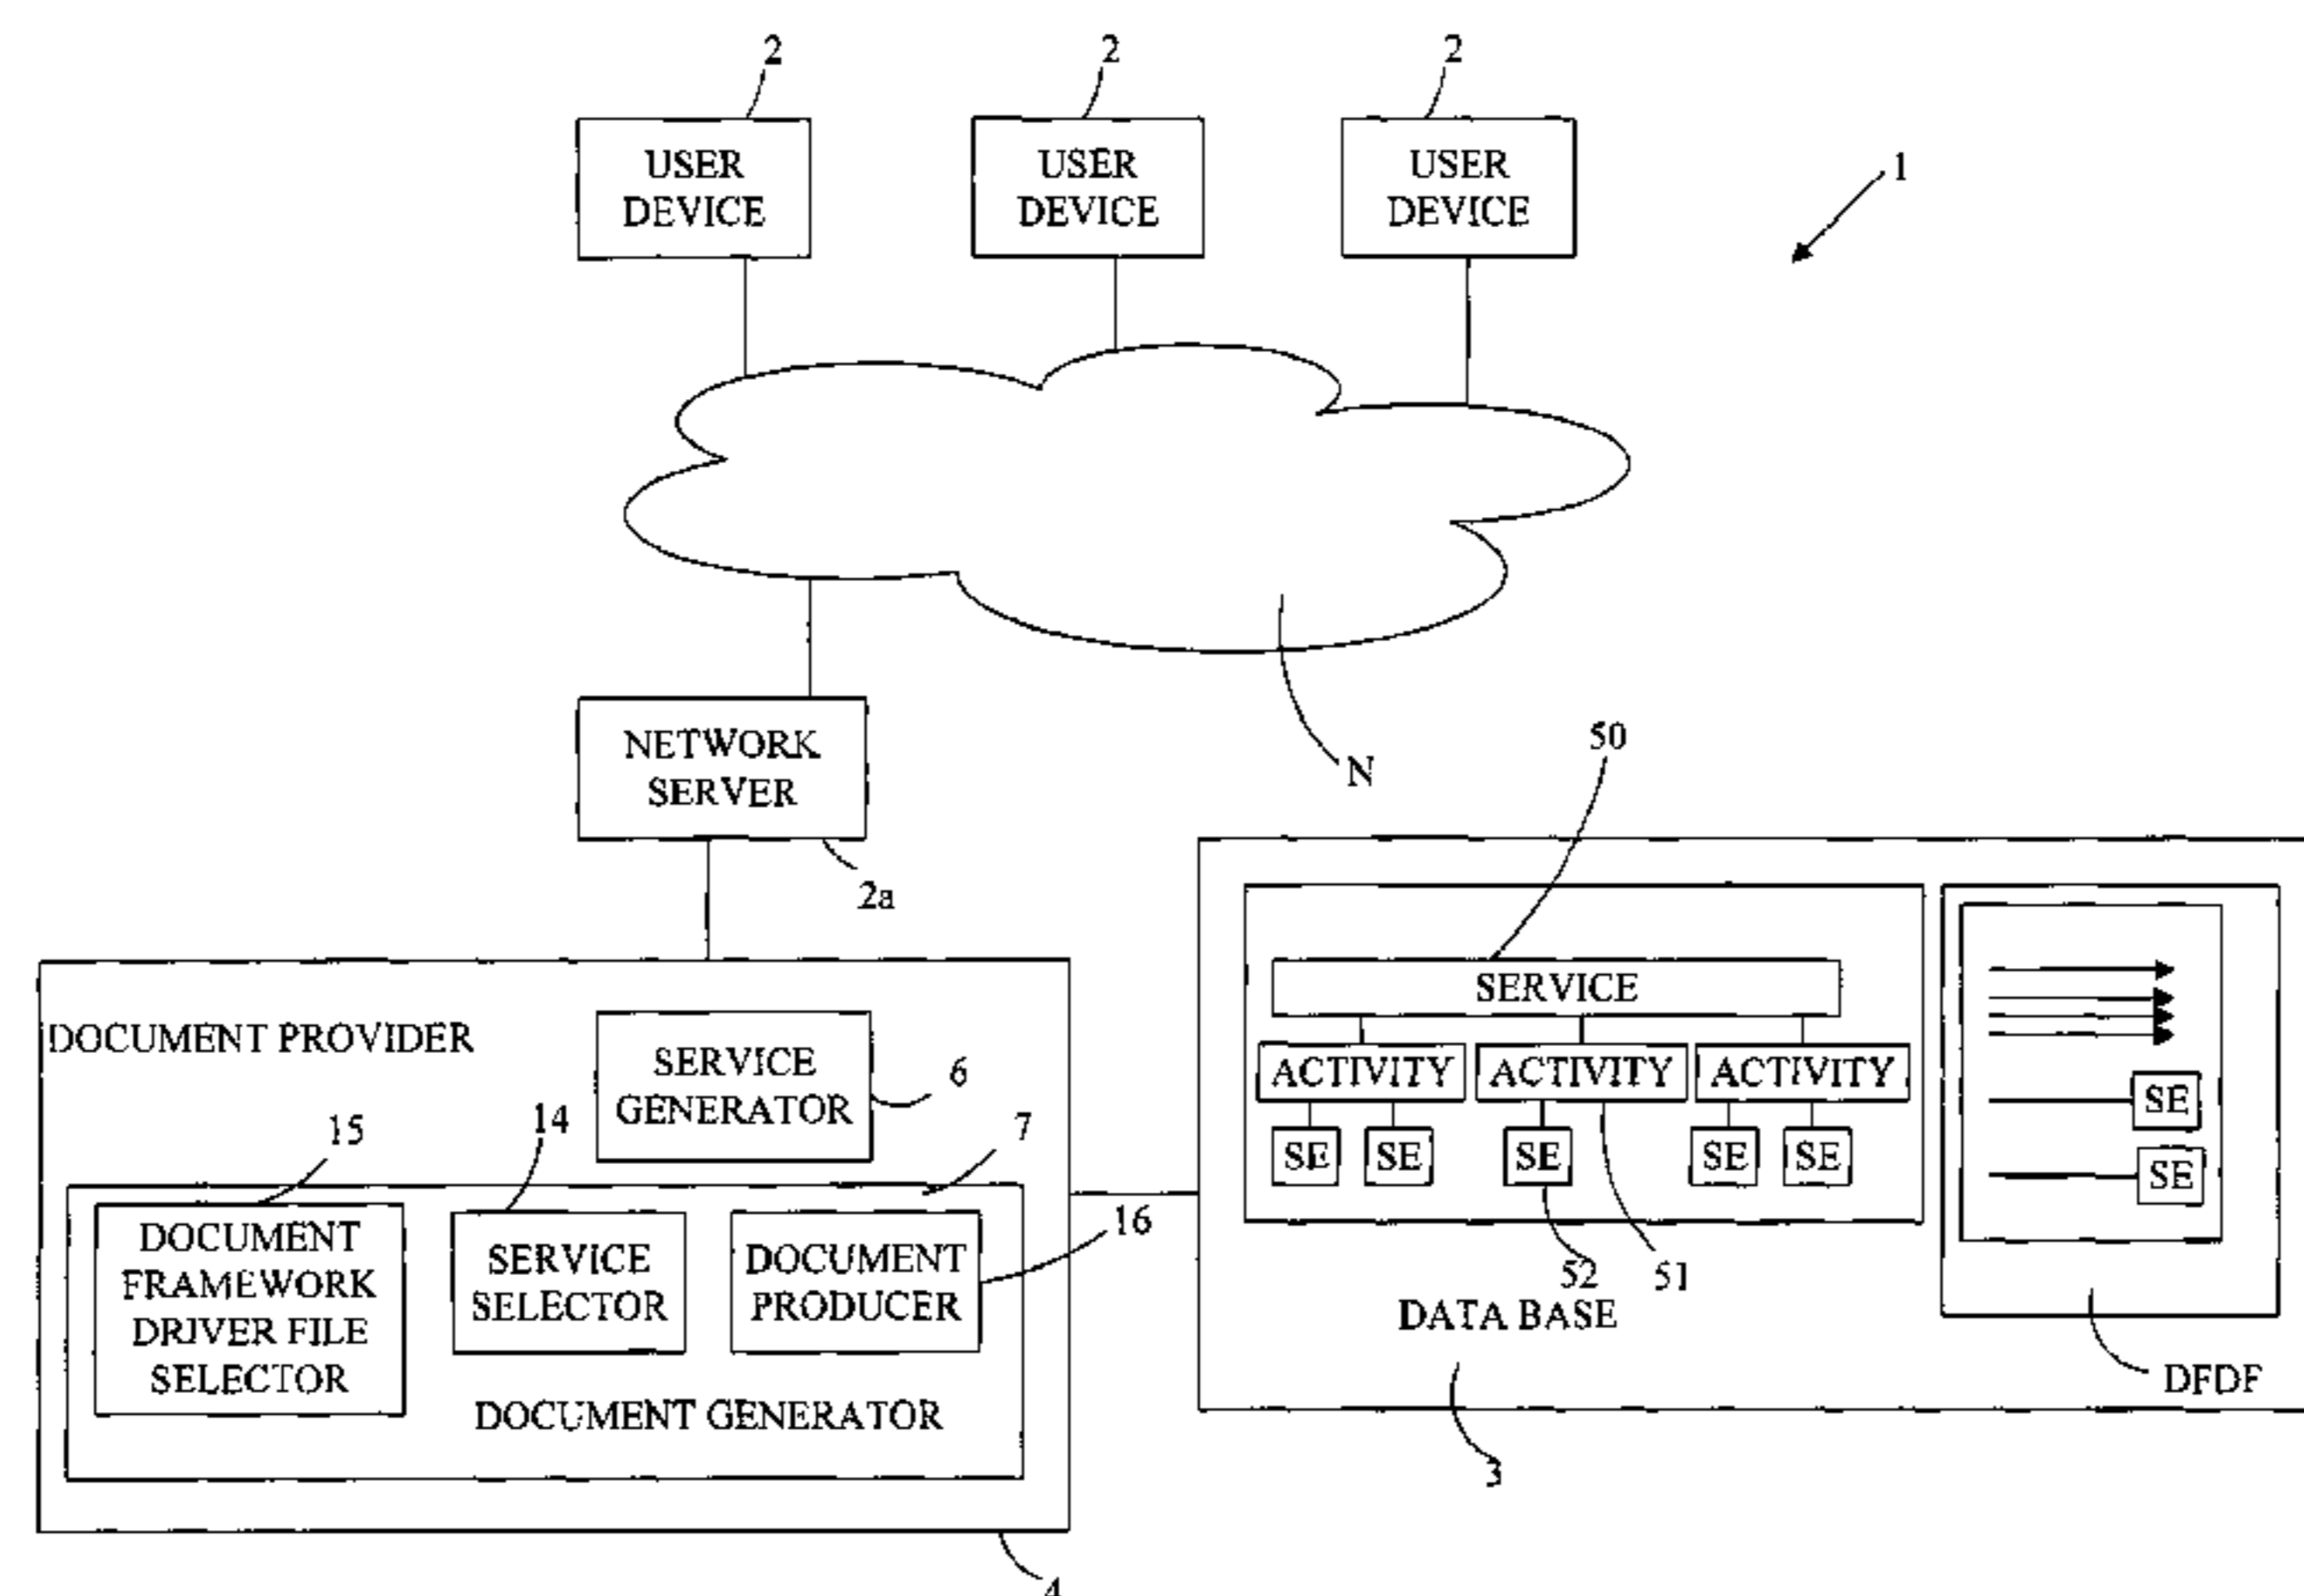 2
2
2
USER
DEVICE
USER
DEVICE
USER
DEVICE
1
NETWORK
SERVER
N
50
2a
SERVICE
DOCUMENT PROVIDER
SERVICE
GENERATOR
6
ACTIVITY
ACTIVITY
ACTIVITY
SE
SE
SE
SE
SE
SE
SE
15
14
7
16
DOCUMENT
FRAMEWORK
DRIVER FILE
SELECTOR
SERVICE
SELECTOR
DOCUMENT
PRODUCER
52
51
DATA BASE
DOCUMENT GENERATOR
DFDF
3
4